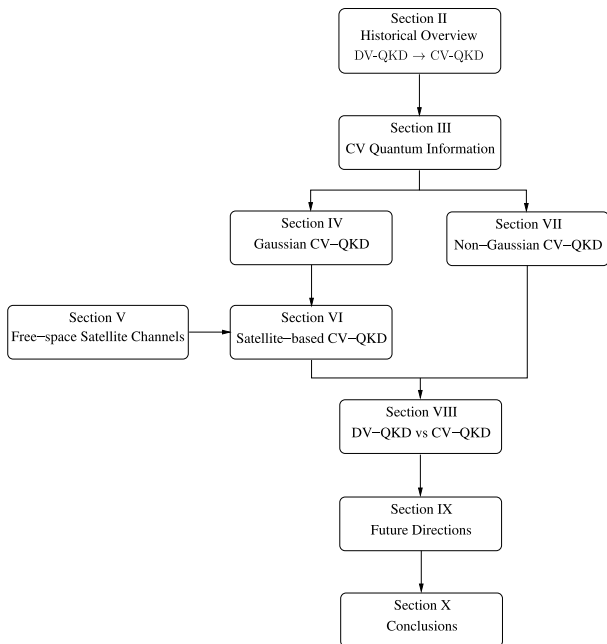 Section II
Historical Overview
DV-QKD → CV-QKD
Section III
CV Quantum Information
Section IV
Gaussian CV−QKD
Section VII
Non−Gaussian CV−QKD
Section V
Free−space Satellite Channels
Section VI
Satellite−based CV−QKD
Section VIII
DV−QKD vs CV−QKD
Section IX
Future Directions
Section X
Conclusions